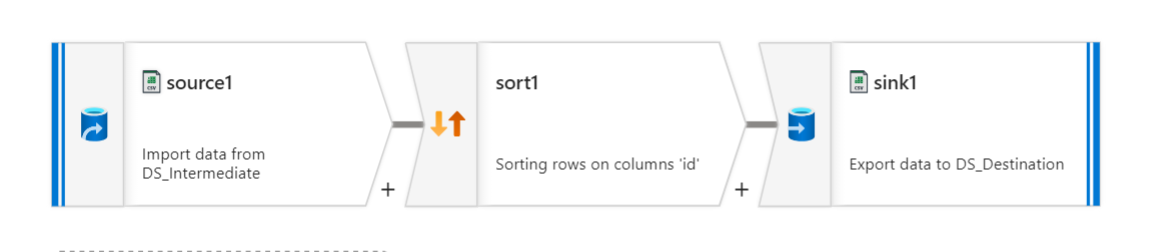 source1
Import data from
DS_Intermediate
+
sort1
Sorting rows on columns 'id'
+
sink1
Export data to DS_Destination